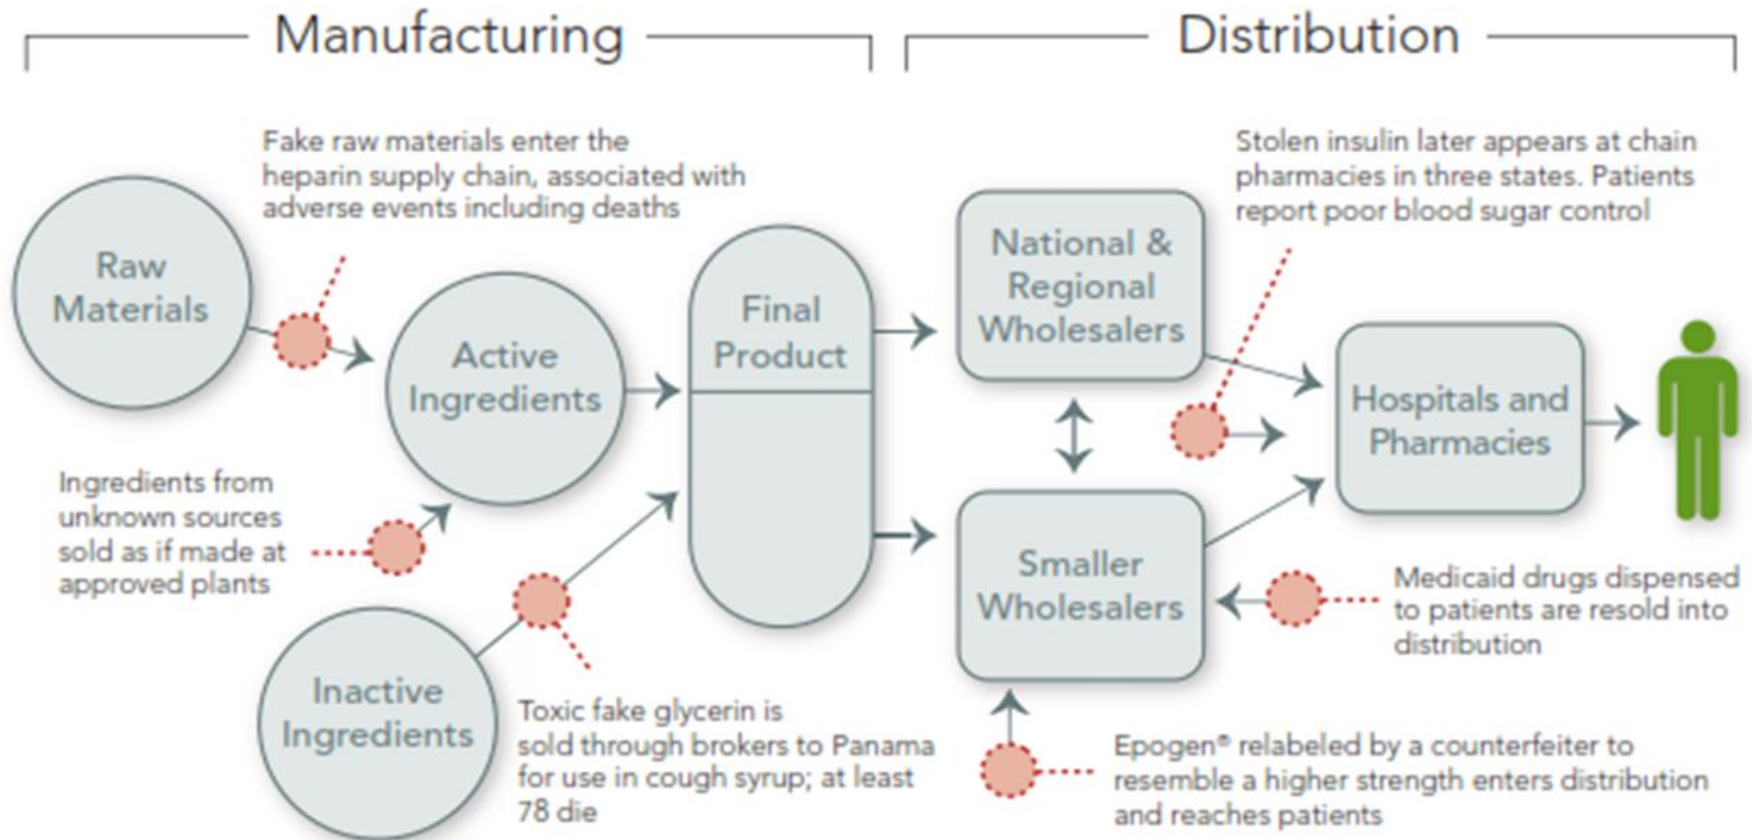 Manufacturing
Distribution
Fake raw materials enter the
heparin supply chain, associated with
adverse events including deaths
Stolen insulin later appears at chain
pharmacies in three states. Patients
report poor blood sugar control
Raw
Materials
Active
Ingredients
Final
Product
National &
Regional
Wholesalers
Hospitals and
Pharmacies
Ingredients from
unknown sources
sold as if made at
approved plants
Smaller
Wholesalers
Medicaid drugs dispensed
to patients are resold into
distribution
Inactive
Ingredients
Toxic fake glycerin is
sold through brokers to Panama
for use in cough syrup; at least
78 die
Epogen® relabeled by a counterfeiter to
resemble a higher strength enters distribution
and reaches patients